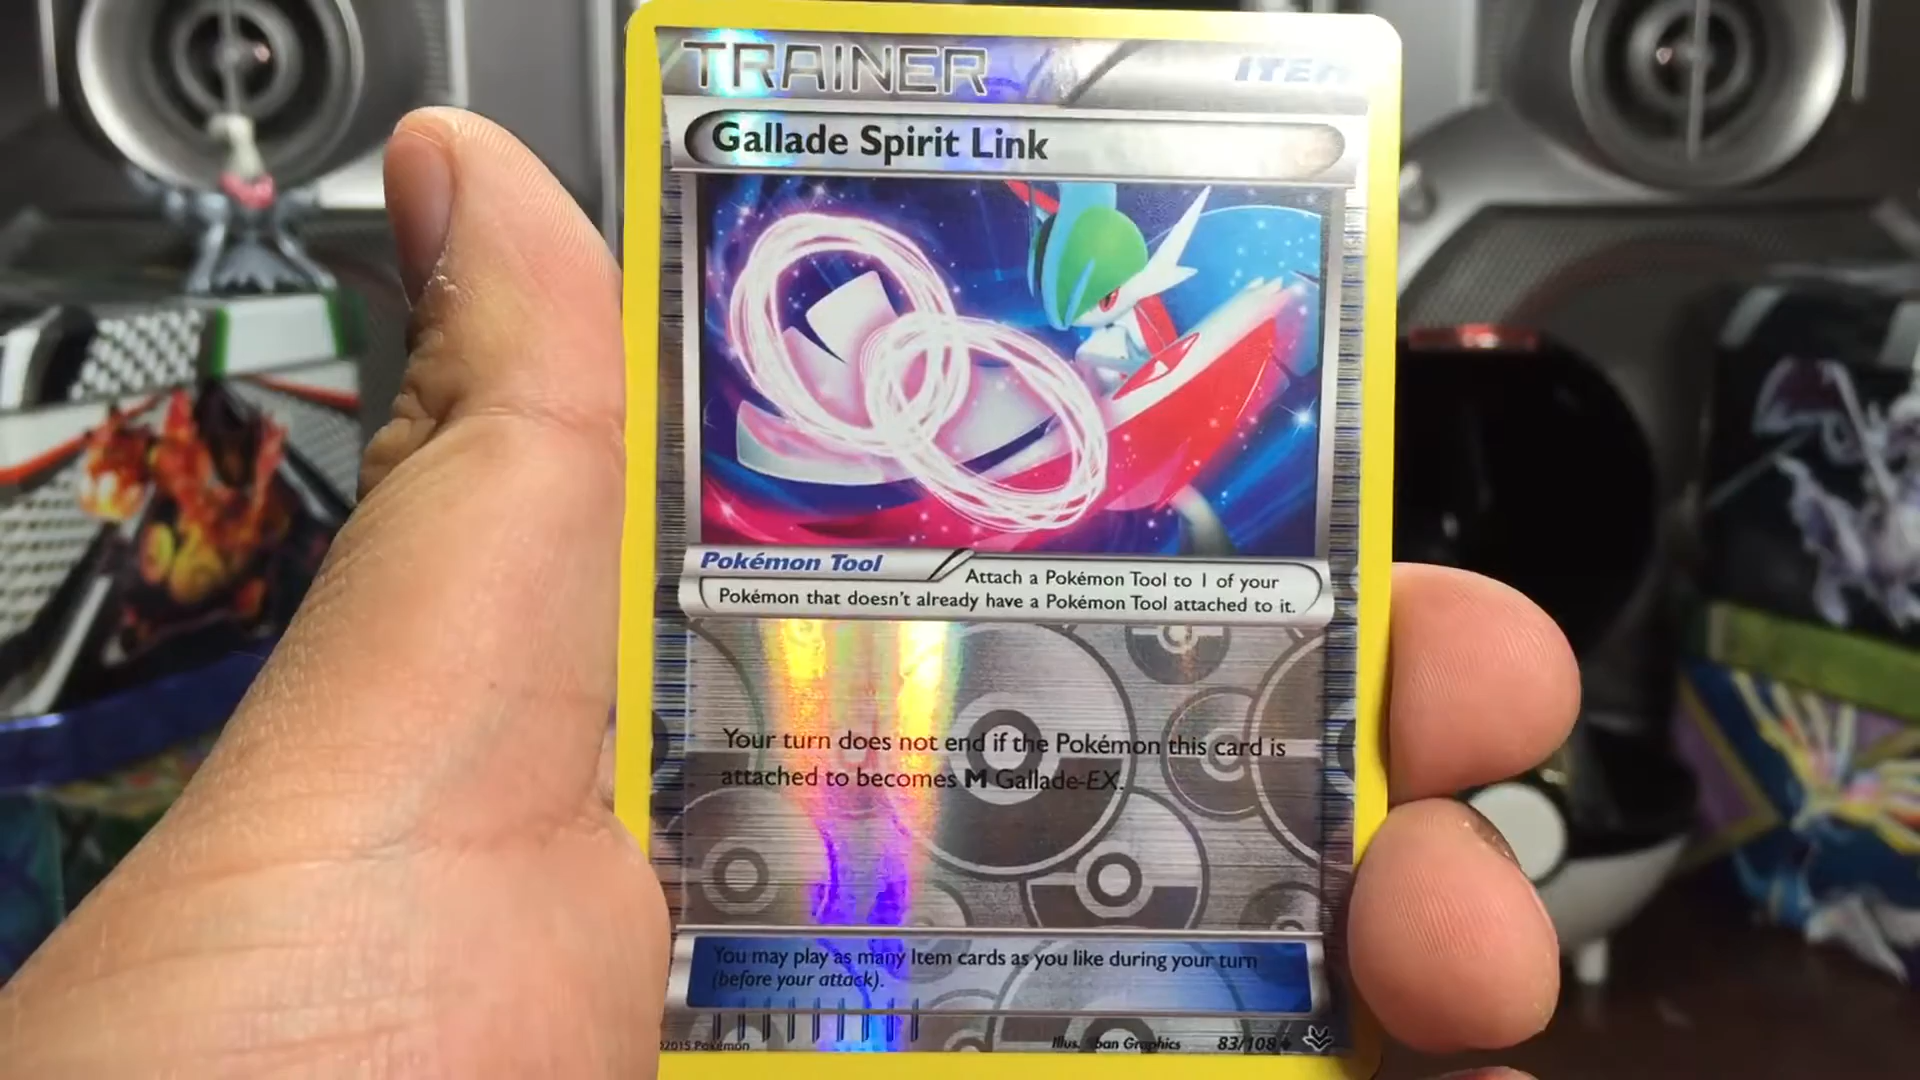 TRAINER
ITEM
Gallade Spirit Link
Pokémon Tool
Attach a Pokémon Tool to 1 of your
Pokémon that doesn't already have a Pokémon Tool attached to it.
Your turn does not end if the Pokémon this card is
attached to becomes M Gallade-EX.
You may play as many Item cards as you like during your turn
(before your attack).
©2015 Pokémon
Illus. 5ban Graphics
83/108